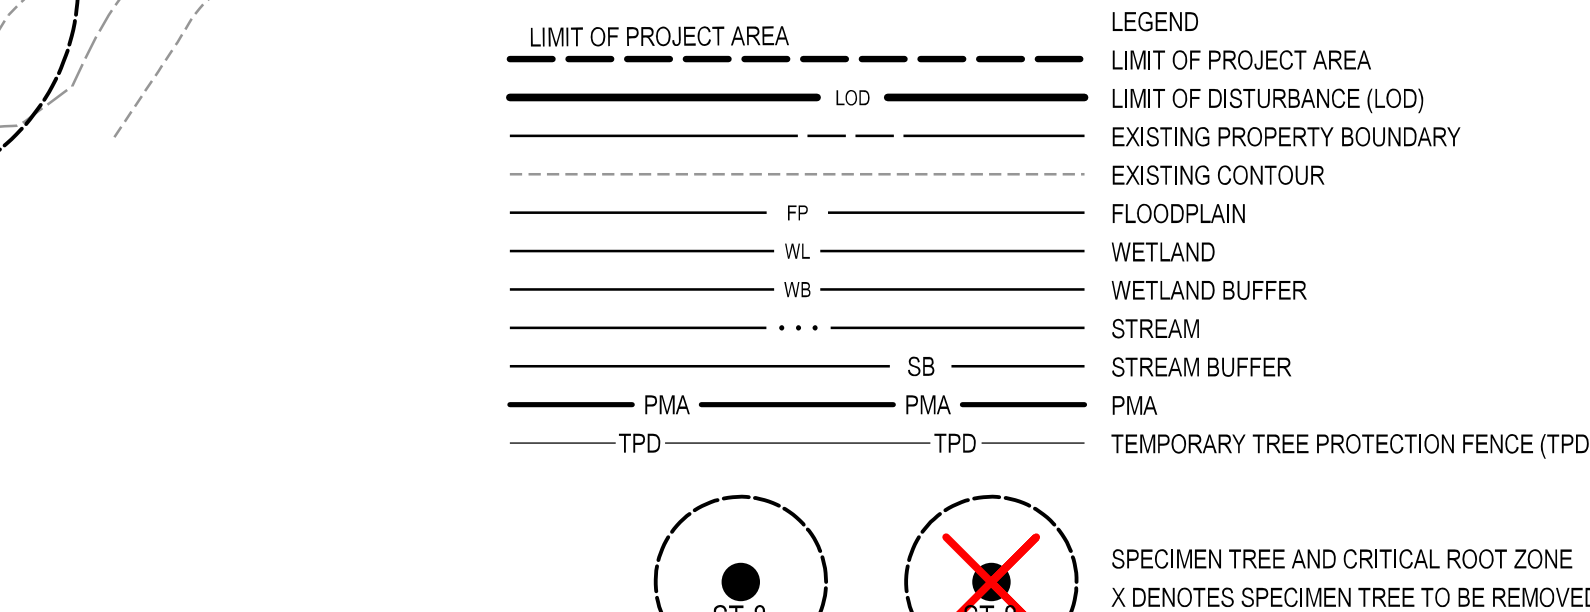 LEGEND
LIMIT OF PROJECT AREA LIMIT OF PROJECT AREA
LOD LIMIT OF DISTURBANCE (LOD)
EXISTING PROPERTY BOUNDARY
EXISTING CONTOUR
FP FLOODPLAIN
WL WETLAND
WB WETLAND BUFFER
STREAM
SB STREAM BUFFER
PMA PMA PMA
TPD TPD TEMPORARY TREE PROTECTION FENCE (TPD
SPECIMEN TREE AND CRITICAL ROOT ZONE
X DENOTES SPECIMEN TREE TO BE REMOVED